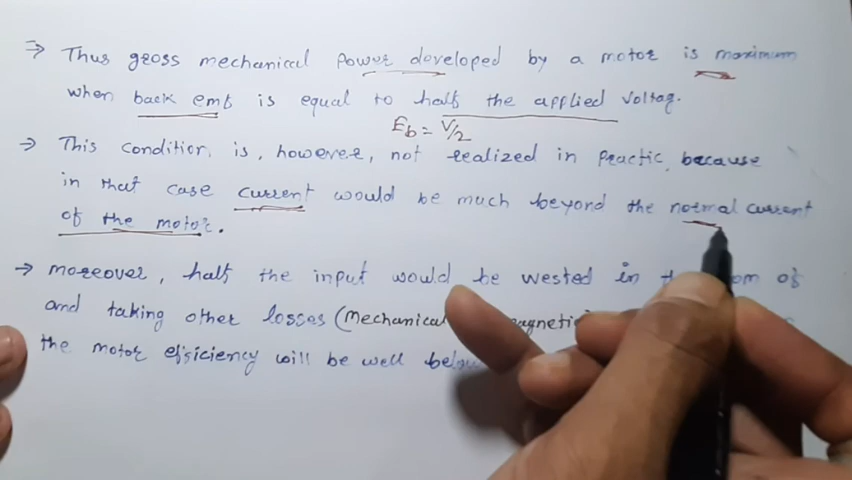 ⇒ Thus gross mechanical power developed by a motor is maximum
when back emf is equal to half the applied voltag.
Eb = V/2
→ This condition is, however, not realized in Practic, because
in that case current would be much beyond the normal current
of the motor.
→ moreover, half the input would be wested in of
and taking other losses (Mechanical
the motor efficiency will be well